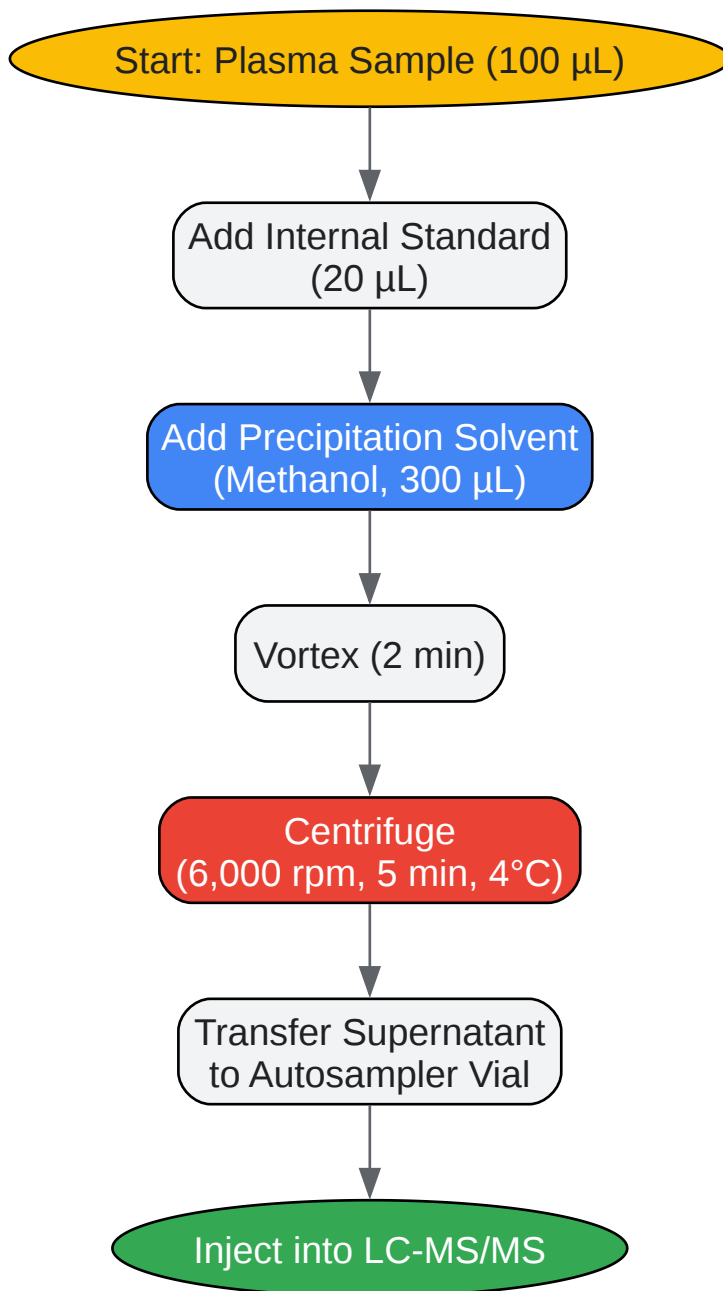 Start: Plasma Sample (100 µL)
Add Internal Standard
(20 µL)
Add Precipitation Solvent
(Methanol, 300 µL)
Vortex (2 min)
Centrifuge
(6,000 rpm, 5 min, 4°C)
Transfer Supernatant
to Autosampler Vial
Inject into LC-MS/MS